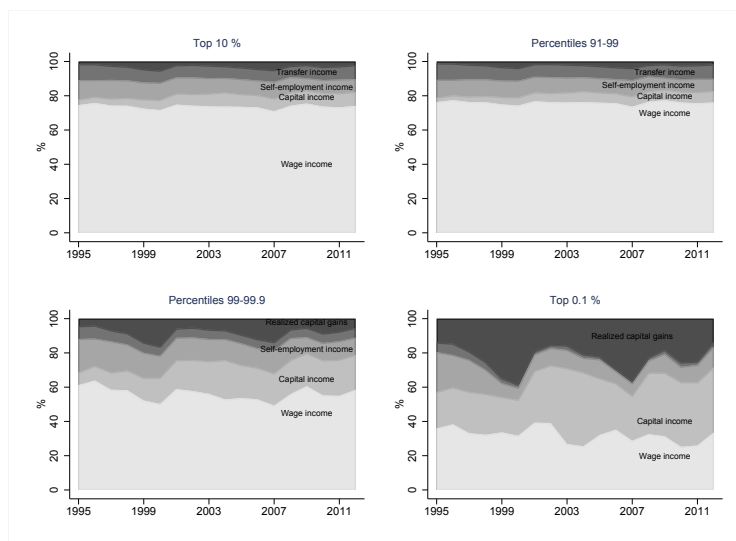 Top 10 %
%
0 20 40 60 80 100
Transfer income
Self-employment income
Capital income
Wage income
1995 1999 2003 2007 2011
Percentiles 91-99
%
0 20 40 60 80 100
Transfer income
Self-employment income
Capital income
Wage income
1995 1999 2003 2007 2011
Percentiles 99-99.9
%
0 20 40 60 80 100
Realized capital gains
Self-employment income
Capital income
Wage income
1995 1999 2003 2007 2011
Top 0.1 %
%
0 20 40 60 80 100
Realized capital gains
Capital income
Wage income
1995 1999 2003 2007 2011